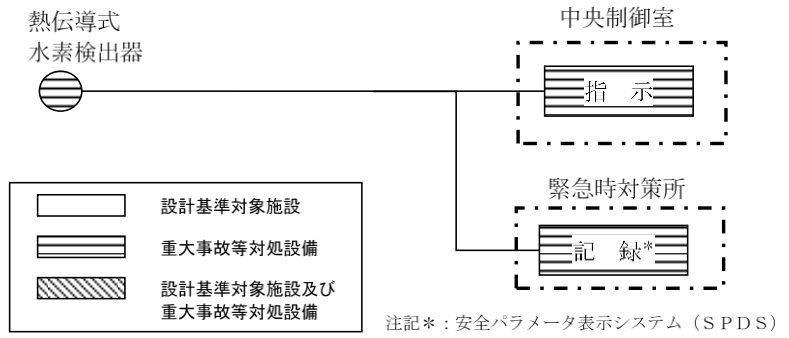 熱伝導式
水素検出器
中央制御室
指　示
緊急時対策所
記　録*
設計基準対象施設
重大事故等対処設備
設計基準対象施設及び
重大事故等対処設備
注記＊：安全パラメータ表示システム（ＳＰＤＳ）